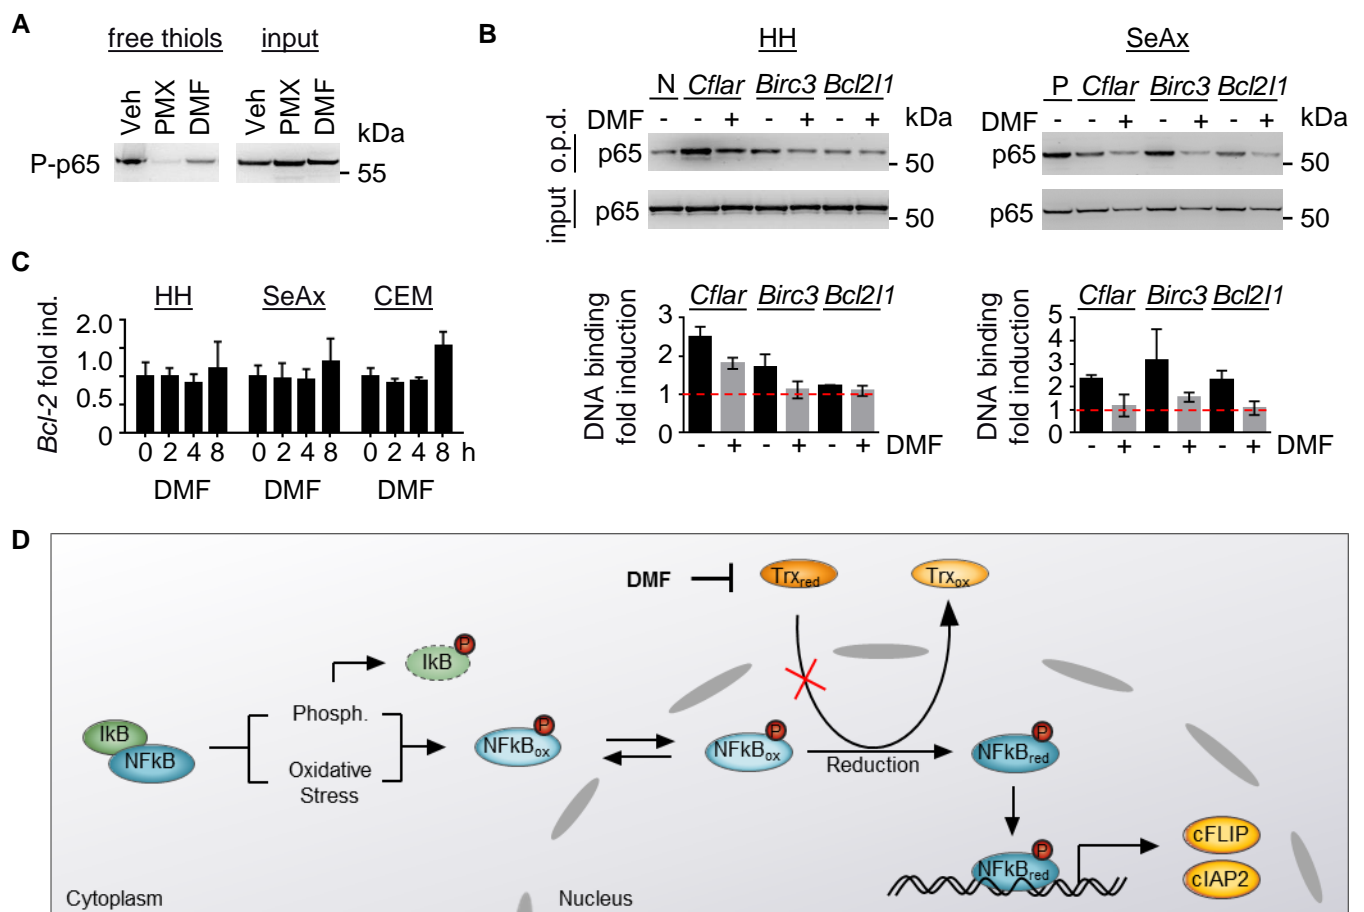 A
free thiols input
Veh PMX DMF Veh PMX DMF kDa
P-p65
55
B
HH
N Cflar Birc3 Bcl2l1
DMF - - + - + - + kDa
o.p.d. p65 50
input p65 50
Cflar Birc3 Bcl2l1
DNA binding
fold induction
3
2
1
0
- + - + - + DMF
SeAx
P Cflar Birc3 Bcl2l1
DMF - - + - + - + kDa
p65 50
p65 50
Cflar Birc3 Bcl2l1
DNA binding
fold induction
5
4
3
2
1
0
- + - + - + DMF
C
HH SeAx CEM
Bcl-2 fold ind.
2.0
1.0
0.5
0
0 2 4 8 0 2 4 8 0 2 4 8 h
DMF DMF DMF
D
DMF Trxred Trxox
IkB P
IkB
NFkB
Phosph.
Oxidative
Stress
NFkBox P
NFkBox P
Reduction
NFkBred P
NFkBred P
cFLIP
cIAP2
Cytoplasm Nucleus